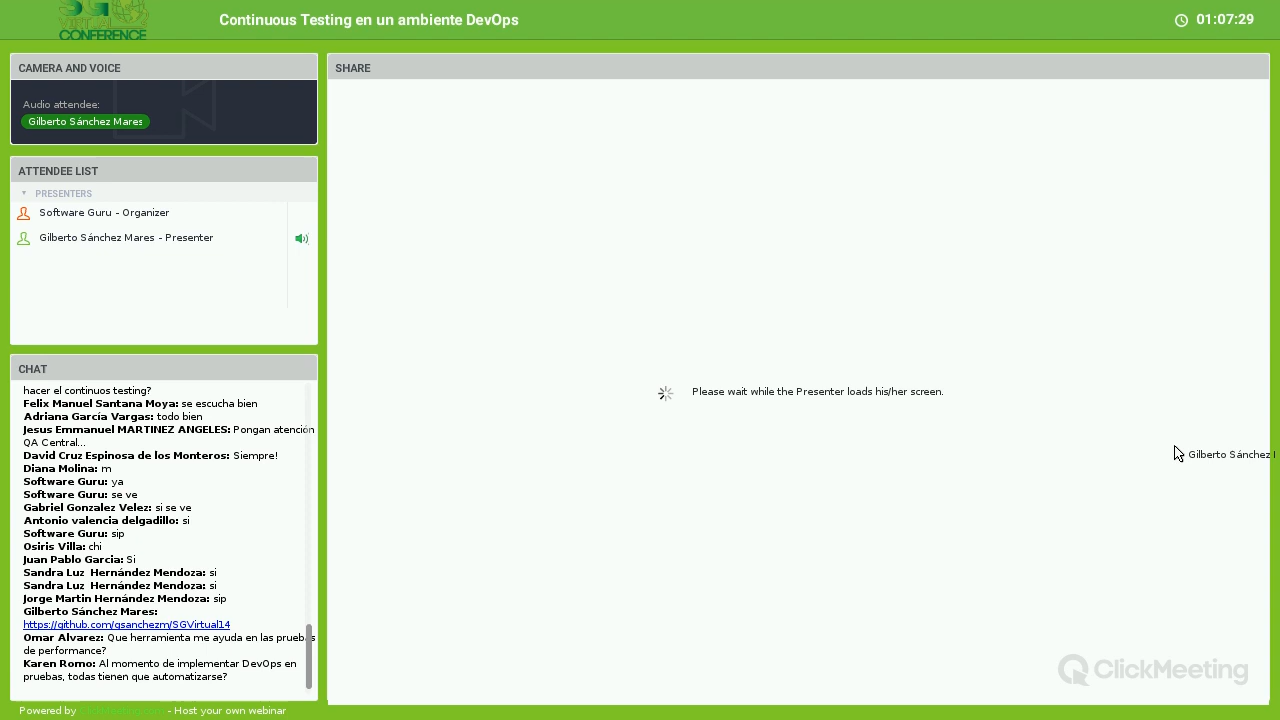 SG
VIRTUAL
CONFERENCE
Continuous Testing en un ambiente DevOps
01:07:29
CAMERA AND VOICE
Audio attendee:
Gilberto Sánchez Mares
ATTENDEE LIST
PRESENTERS
Software Guru - Organizer
Gilberto Sánchez Mares - Presenter
CHAT
hacer el continuos testing?
Felix Manuel Santana Moya: se escucha bien
Adriana García Vargas: todo bien
Jesus Emmanuel MARTINEZ ANGELES: Pongan atención
QA Central...
David Cruz Espinosa de los Monteros: Siempre!
Diana Molina: m
Software Guru: ya
Software Guru: se ve
Gabriel Gonzalez Velez: si se ve
Antonio valencia delgadillo: si
Software Guru: sip
Osiris Villa: chi
Juan Pablo Garcia: Si
Sandra Luz Hernández Mendoza: si
Sandra Luz Hernández Mendoza: si
Jorge Martin Hernández Mendoza: sip
Gilberto Sánchez Mares:
https://github.com/gsanchezm/SGVirtual14
Omar Alvarez: Que herramienta me ayuda en las pruebas
de performance?
Karen Romo: Al momento de implementar DevOps en
pruebas, todas tienen que automatizarse?
Powered by - Host your own webinar
SHARE
Please wait while the Presenter loads his/her screen.
Gilberto Sánchez
ClickMeeting